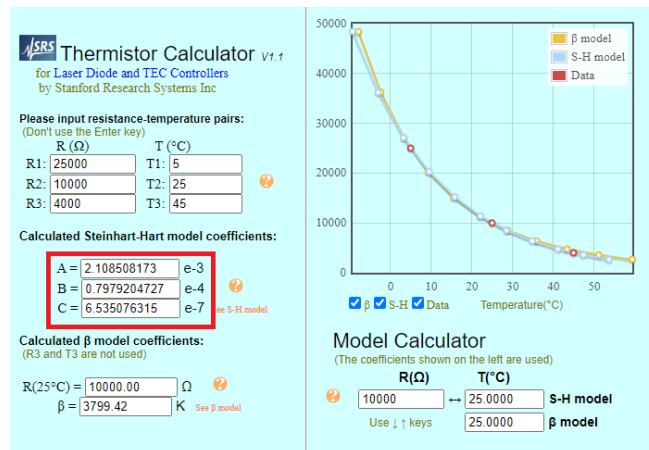 SRS Thermistor Calculator V1.1
for Laser Diode and TEC Controllers
by Stanford Research Systems Inc
Please input resistance-temperature pairs:
(Don't use the Enter key)
R (Ω) T (°C)
R1: 25000 T1: 5
R2: 10000 T2: 25 ?
R3: 4000 T3: 45
Calculated Steinhart-Hart model coefficients:
A = 2.108508173 e-3
B = 0.7979204727 e-4 ?
C = 6.535076315 e-7 See S-H model
Calculated β model coefficients:
(R3 and T3 are not used)
R(25°C) = 10000.00 Ω ?
β = 3799.42 K See β model
50000
40000
30000
20000
10000
0
β model
S-H model
Data
0 10 20 30 40 50
β S-H Data Temperature(°C)
Model Calculator
(The coefficients shown on the left are used)
R(Ω) T(°C)
? 10000 ↔ 25.0000 S-H model
Use ↓↑ keys 25.0000 β model